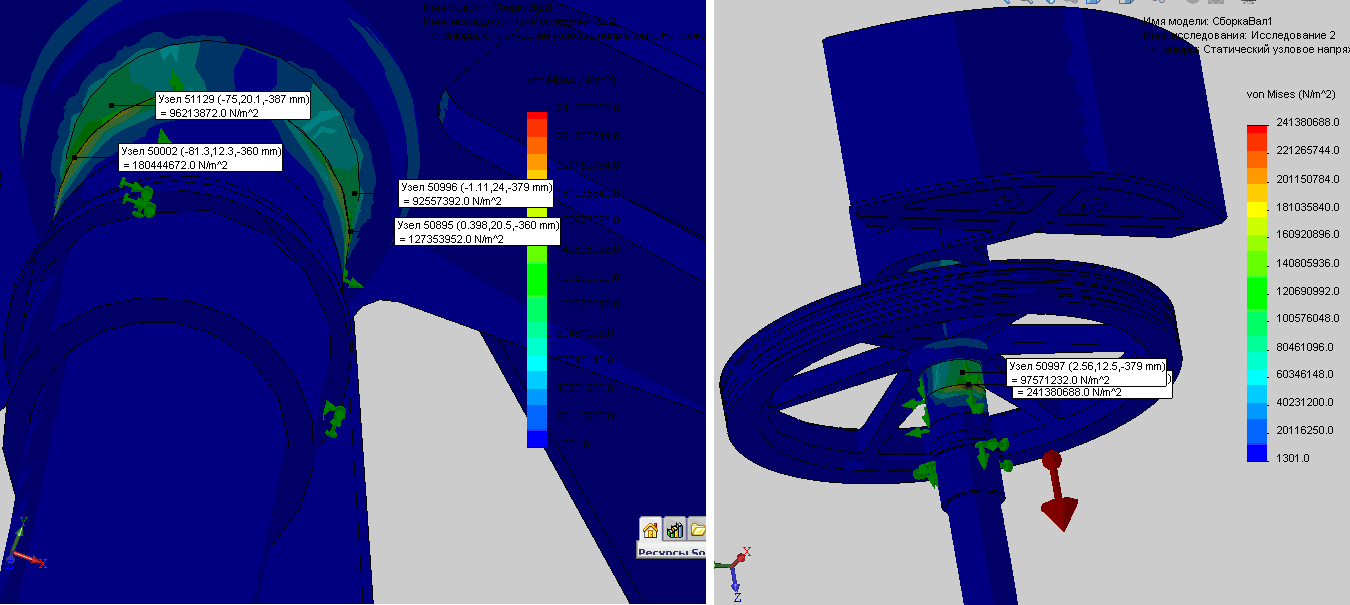 Узел 51129 (-75,20.1,-387 mm)
= 96213872.0 N/m^2
Узел 50002 (-81.3,12.3,-360 mm)
= 180444672.0 N/m^2
Узел 50996 (-1.11,24,-379 mm)
= 92557392.0 N/m^2
Узел 50895 (0.398,20.5,-360 mm)
= 127353952.0 N/m^2
Y
X
Ресурсы So
Имя модели: СборкаВал1
Имя исследования: Исследование 2
Статический узловое напря
von Mises (N/m^2)
241380688.0
221265744.0
201150784.0
181035840.0
160920896.0
140805936.0
120690992.0
100576048.0
80461096.0
60346148.0
40231200.0
20116250.0
1301.0
Узел 50997 (2.56,12.5,-379 mm)
= 97571232.0 N/m^2
= 241380688.0 N/m^2
X
Z